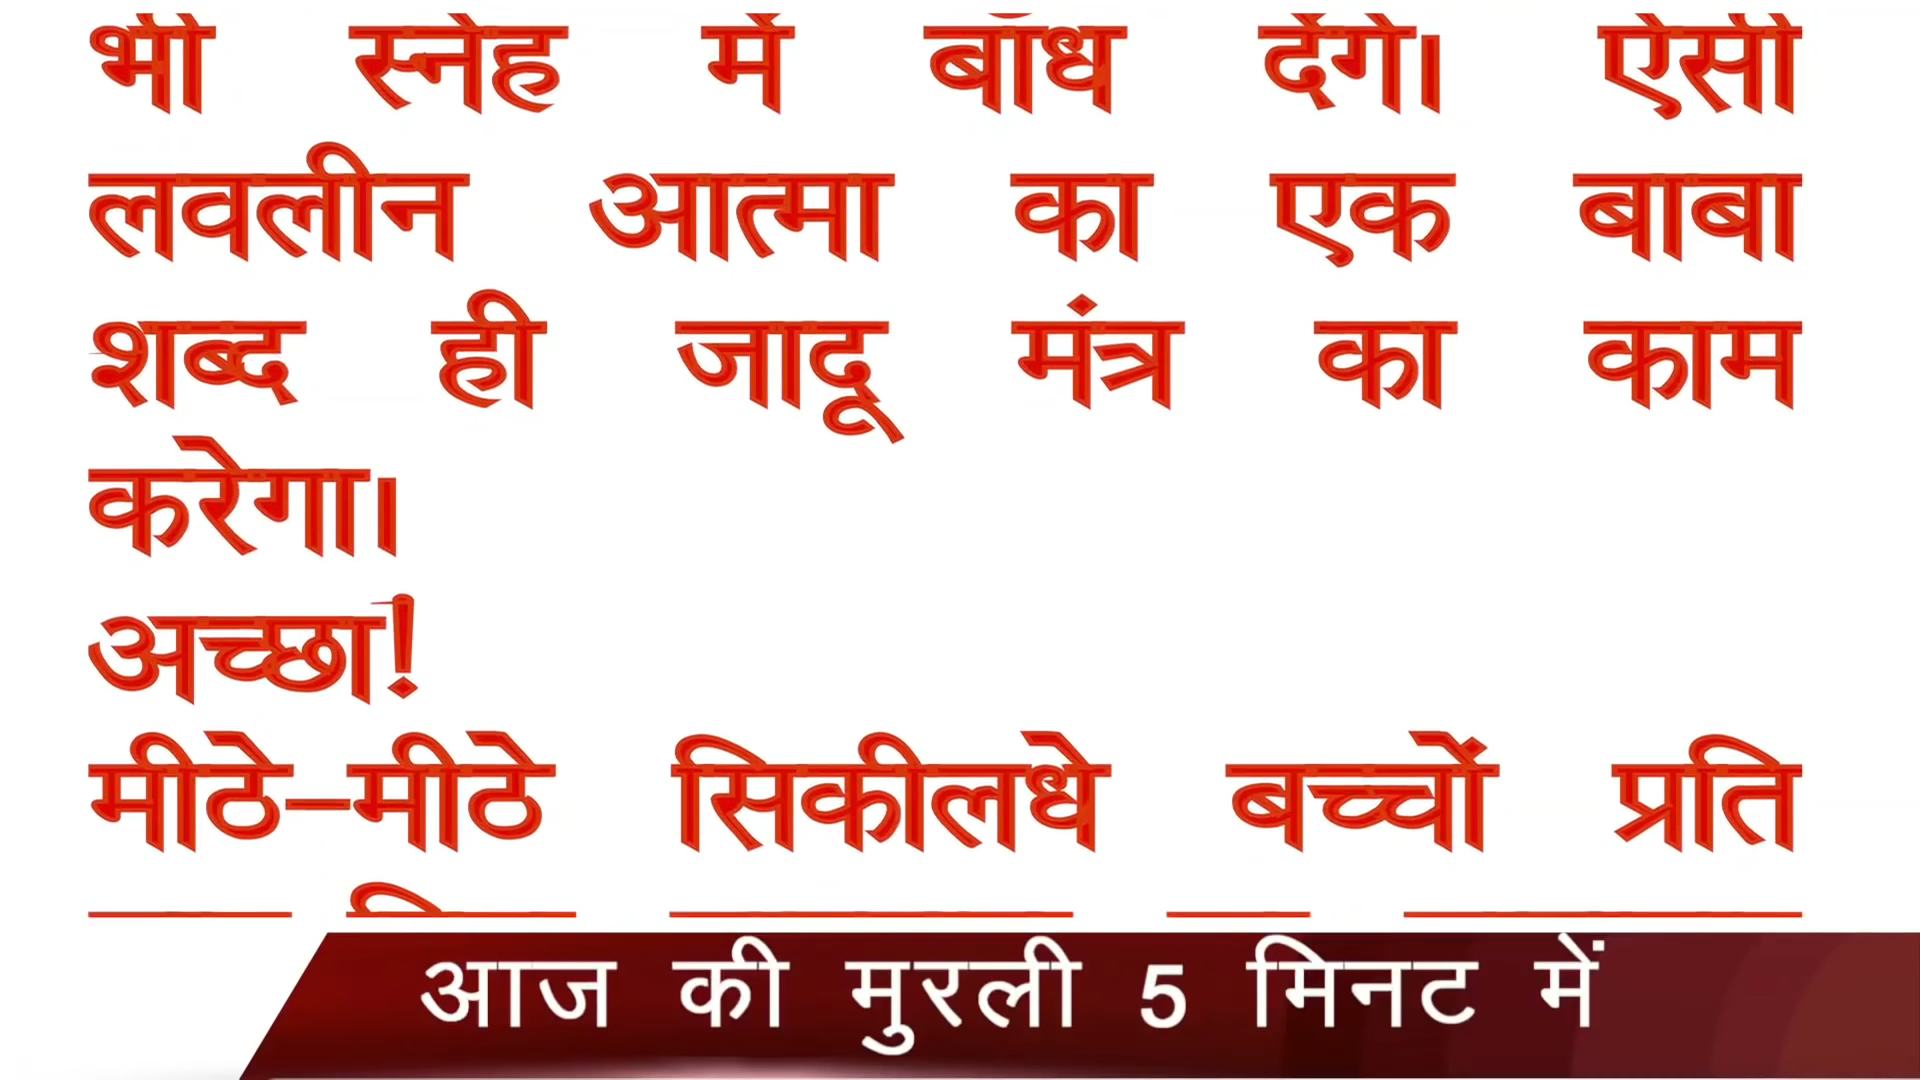 भी स्नेह में बाँध देंगे। ऐसी
लवलीन आत्मा का एक बाबा
शब्द ही जादू मंत्र का काम
करेगा।
अच्छा!
मीठे–मीठे सिकीलधे बच्चों प्रति
आज की मुरली 5 मिनट में